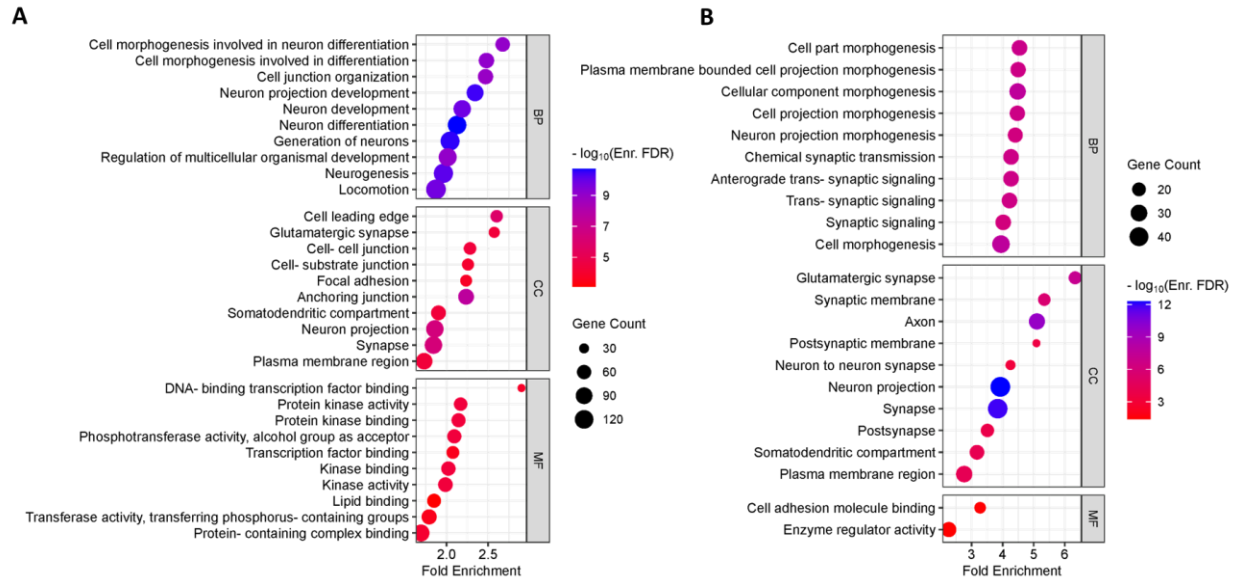 A
Cell morphogenesis involved in neuron differentiation
Cell morphogenesis involved in differentiation
Cell junction organization
Neuron projection development
Neuron development
Neuron differentiation
Generation of neurons
Regulation of multicellular organismal development
Neurogenesis
Locomotion
BP
Cell leading edge
Glutamatergic synapse
Cell- cell junction
Cell- substrate junction
Focal adhesion
Anchoring junction
Somatodendritic compartment
Neuron projection
Synapse
Plasma membrane region
CC
DNA- binding transcription factor binding
Protein kinase activity
Protein kinase binding
Phosphotransferase activity, alcohol group as acceptor
Transcription factor binding
Kinase binding
Kinase activity
Lipid binding
Transferase activity, transferring phosphorus- containing groups
Protein- containing complex binding
MF
2.0 2.5
Fold Enrichment
- log₁₀(Enr. FDR)
9
7
5
Gene Count
30
60
90
120
B
Cell part morphogenesis
Plasma membrane bounded cell projection morphogenesis
Cellular component morphogenesis
Cell projection morphogenesis
Neuron projection morphogenesis
Chemical synaptic transmission
Anterograde trans- synaptic signaling
Trans- synaptic signaling
Synaptic signaling
Cell morphogenesis
BP
Glutamatergic synapse
Synaptic membrane
Axon
Postsynaptic membrane
Neuron to neuron synapse
Neuron projection
Synapse
Postsynapse
Somatodendritic compartment
Plasma membrane region
CC
Cell adhesion molecule binding
Enzyme regulator activity
MF
3 4 5 6
Fold Enrichment
Gene Count
20
30
40
- log₁₀(Enr. FDR)
12
9
6
3